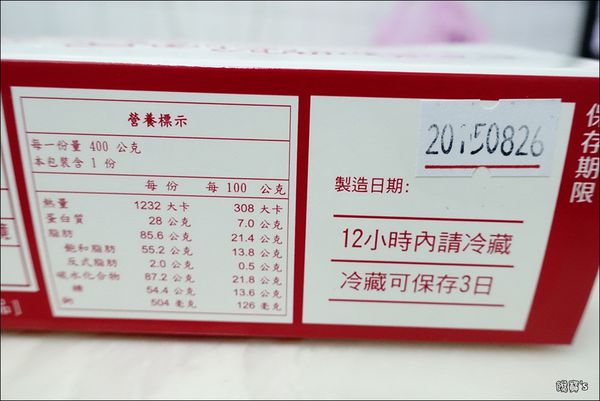 營養標示
每一份量 400 公克
本包裝含 1 份
每份 每 100 公克
熱量 1232 大卡 308 大卡
蛋白質 28 公克 7.0 公克
脂肪 85.6 公克 21.4 公克
飽和脂肪 55.2 公克 13.8 公克
反式脂肪 2.0 公克 0.5 公克
碳水化合物 87.2 公克 21.8 公克
糖 54.4 公克 13.6 公克
鈉 504 毫克 126 毫克
20150826
製造日期:
12小時內請冷藏
冷藏可保存3日
保存期限
品]